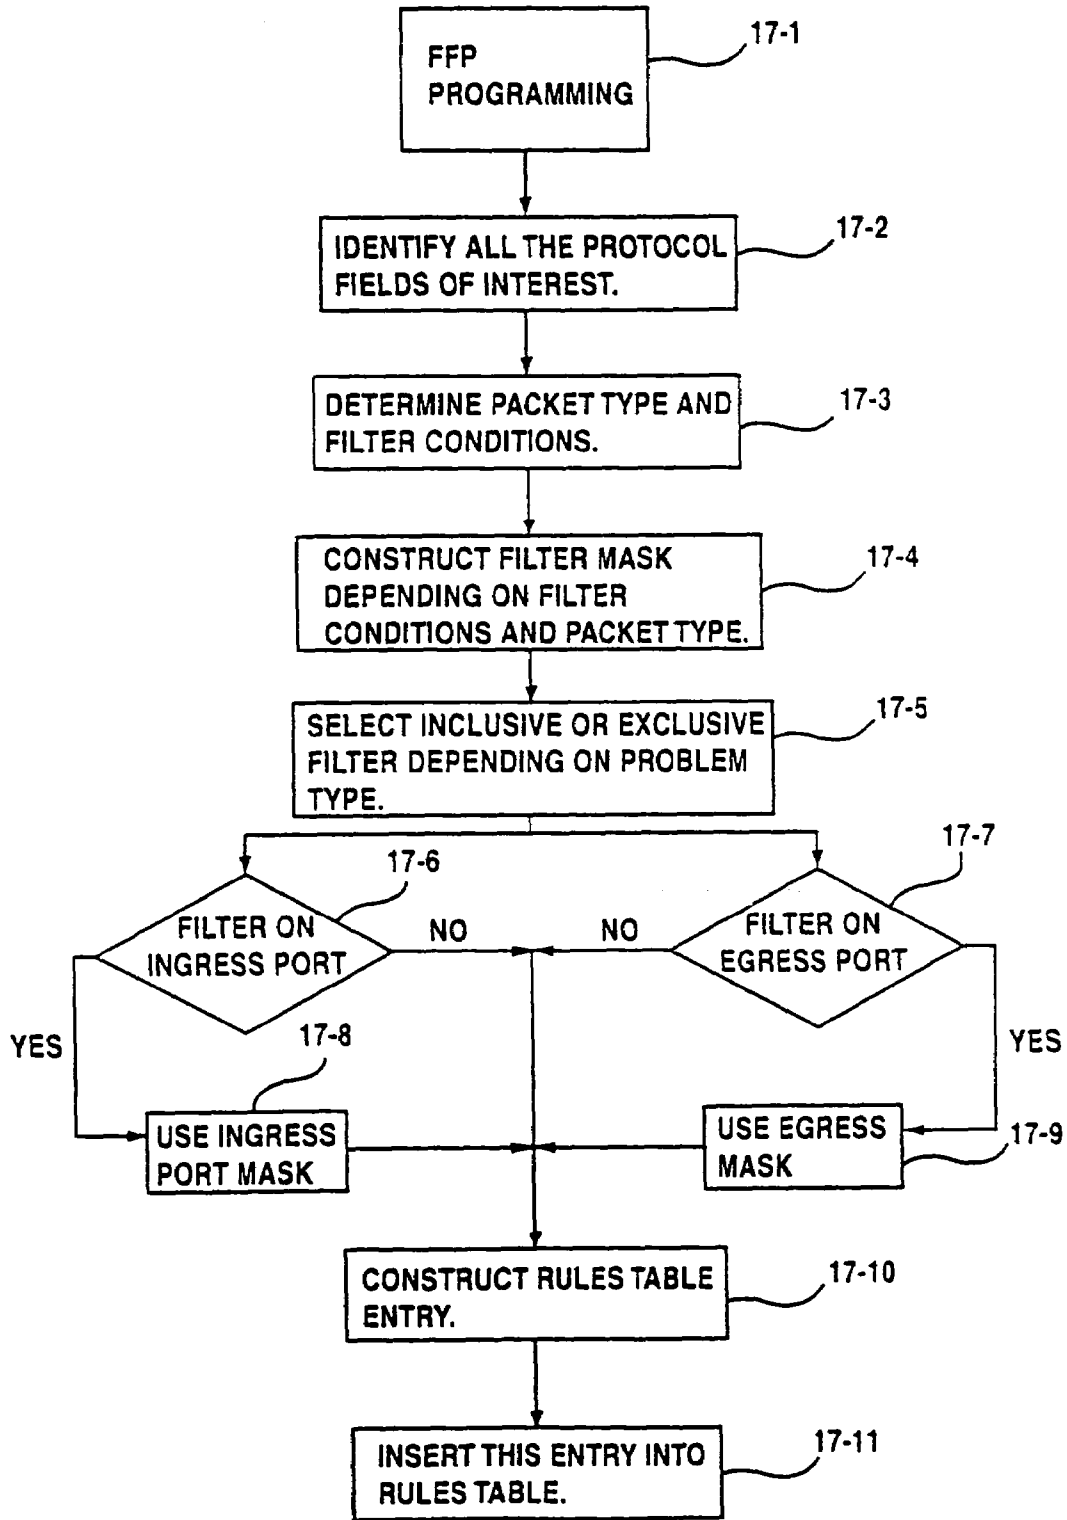 FFP
PROGRAMMING
17-1
IDENTIFY ALL THE PROTOCOL
FIELDS OF INTEREST.
17-2
DETERMINE PACKET TYPE AND
FILTER CONDITIONS.
17-3
CONSTRUCT FILTER MASK
DEPENDING ON FILTER
CONDITIONS AND PACKET TYPE.
17-4
SELECT INCLUSIVE OR EXCLUSIVE
FILTER DEPENDING ON PROBLEM
TYPE.
17-5
17-6
FILTER ON
INGRESS PORT
NO
YES
17-7
FILTER ON
EGRESS PORT
NO
YES
17-8
USE INGRESS
PORT MASK
USE EGRESS
MASK
17-9
CONSTRUCT RULES TABLE
ENTRY.
17-10
INSERT THIS ENTRY INTO
RULES TABLE.
17-11